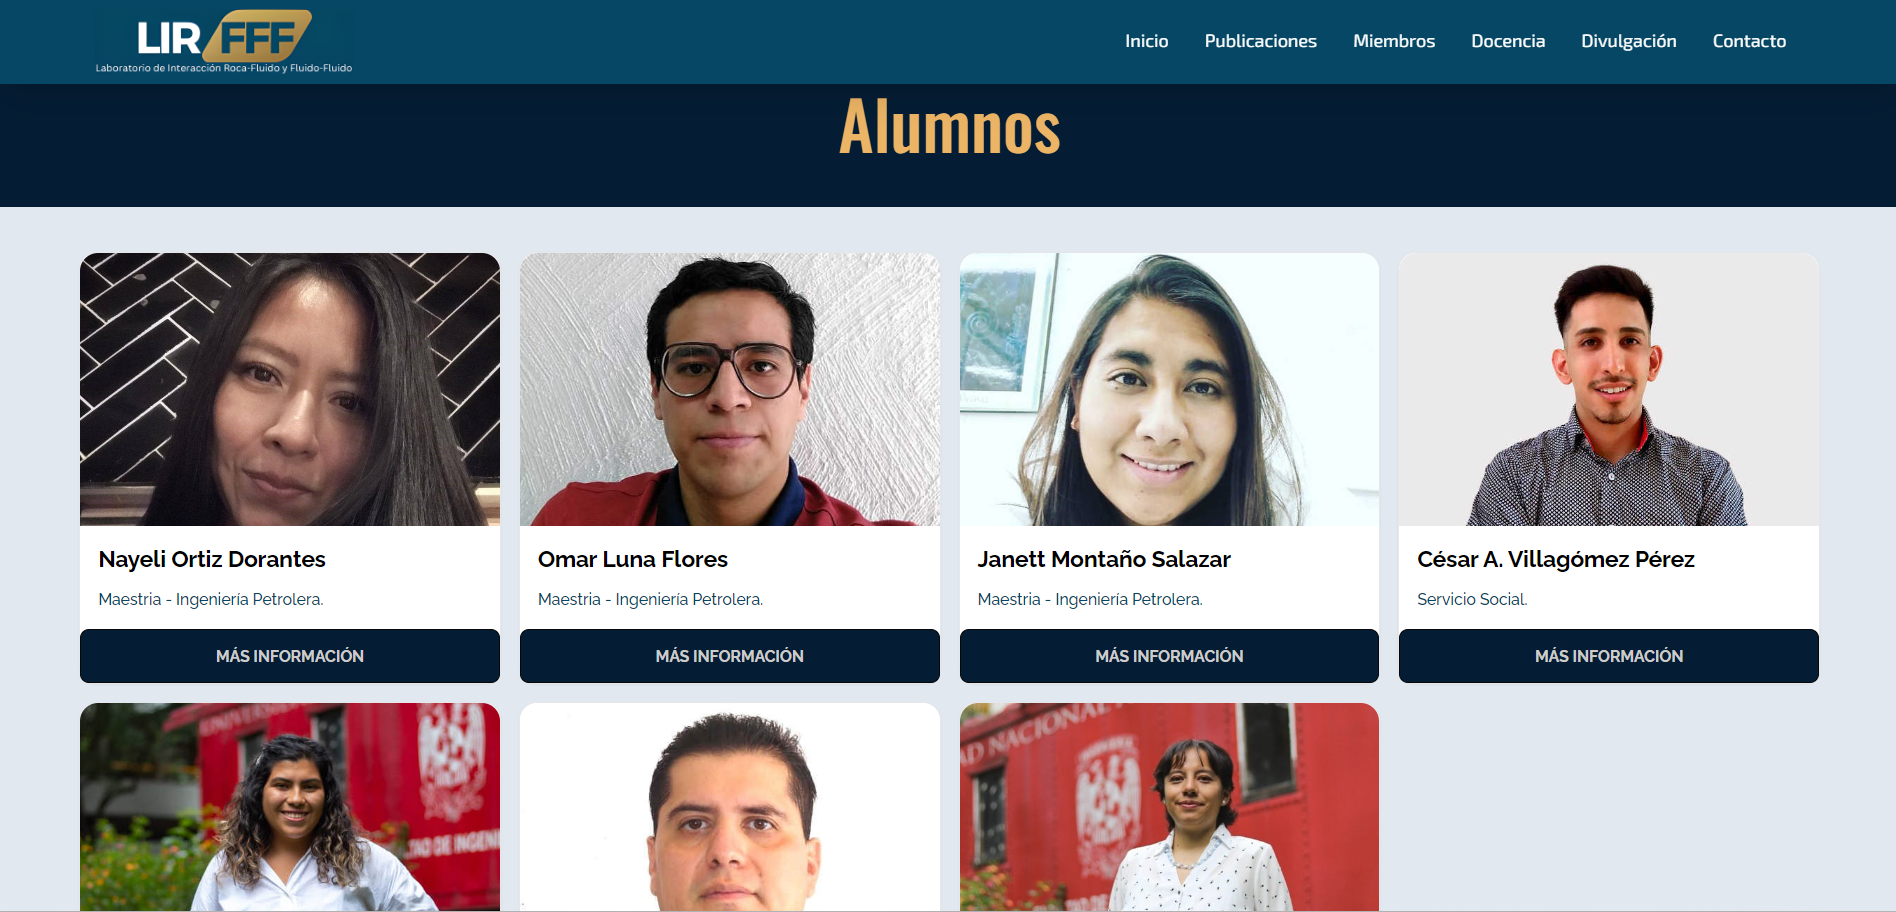 LIR FFF
Laboratorio de Interacción Roca-Fluido y Fluido-Fluido
Inicio Publicaciones Miembros Docencia Divulgación Contacto
Alumnos
Nayeli Ortiz Dorantes
Maestria - Ingeniería Petrolera.
MÁS INFORMACIÓN
Omar Luna Flores
Maestria - Ingeniería Petrolera.
MÁS INFORMACIÓN
Janett Montaño Salazar
Maestria - Ingeniería Petrolera.
MÁS INFORMACIÓN
César A. Villagómez Pérez
Servicio Social.
MÁS INFORMACIÓN
AD NACIONAL